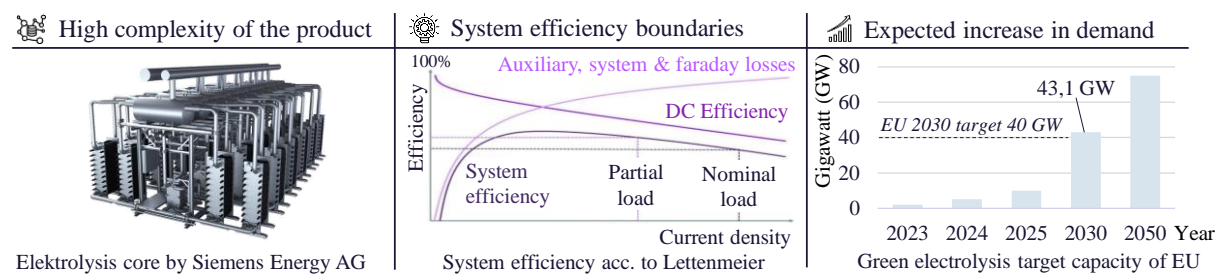 High complexity of the product
Elektrolysis core by Siemens Energy AG
System efficiency boundaries
100%
Auxiliary, system & faraday losses
DC Efficiency
Efficiency
System
efficiency
Partial
load
Nominal
load
Current density
System efficiency acc. to Lettenmeier
Expected increase in demand
Gigawatt (GW)
80
60
40
20
0
43,1 GW
EU 2030 target 40 GW
2023 2024 2025 2030 2050 Year
Green electrolysis target capacity of EU